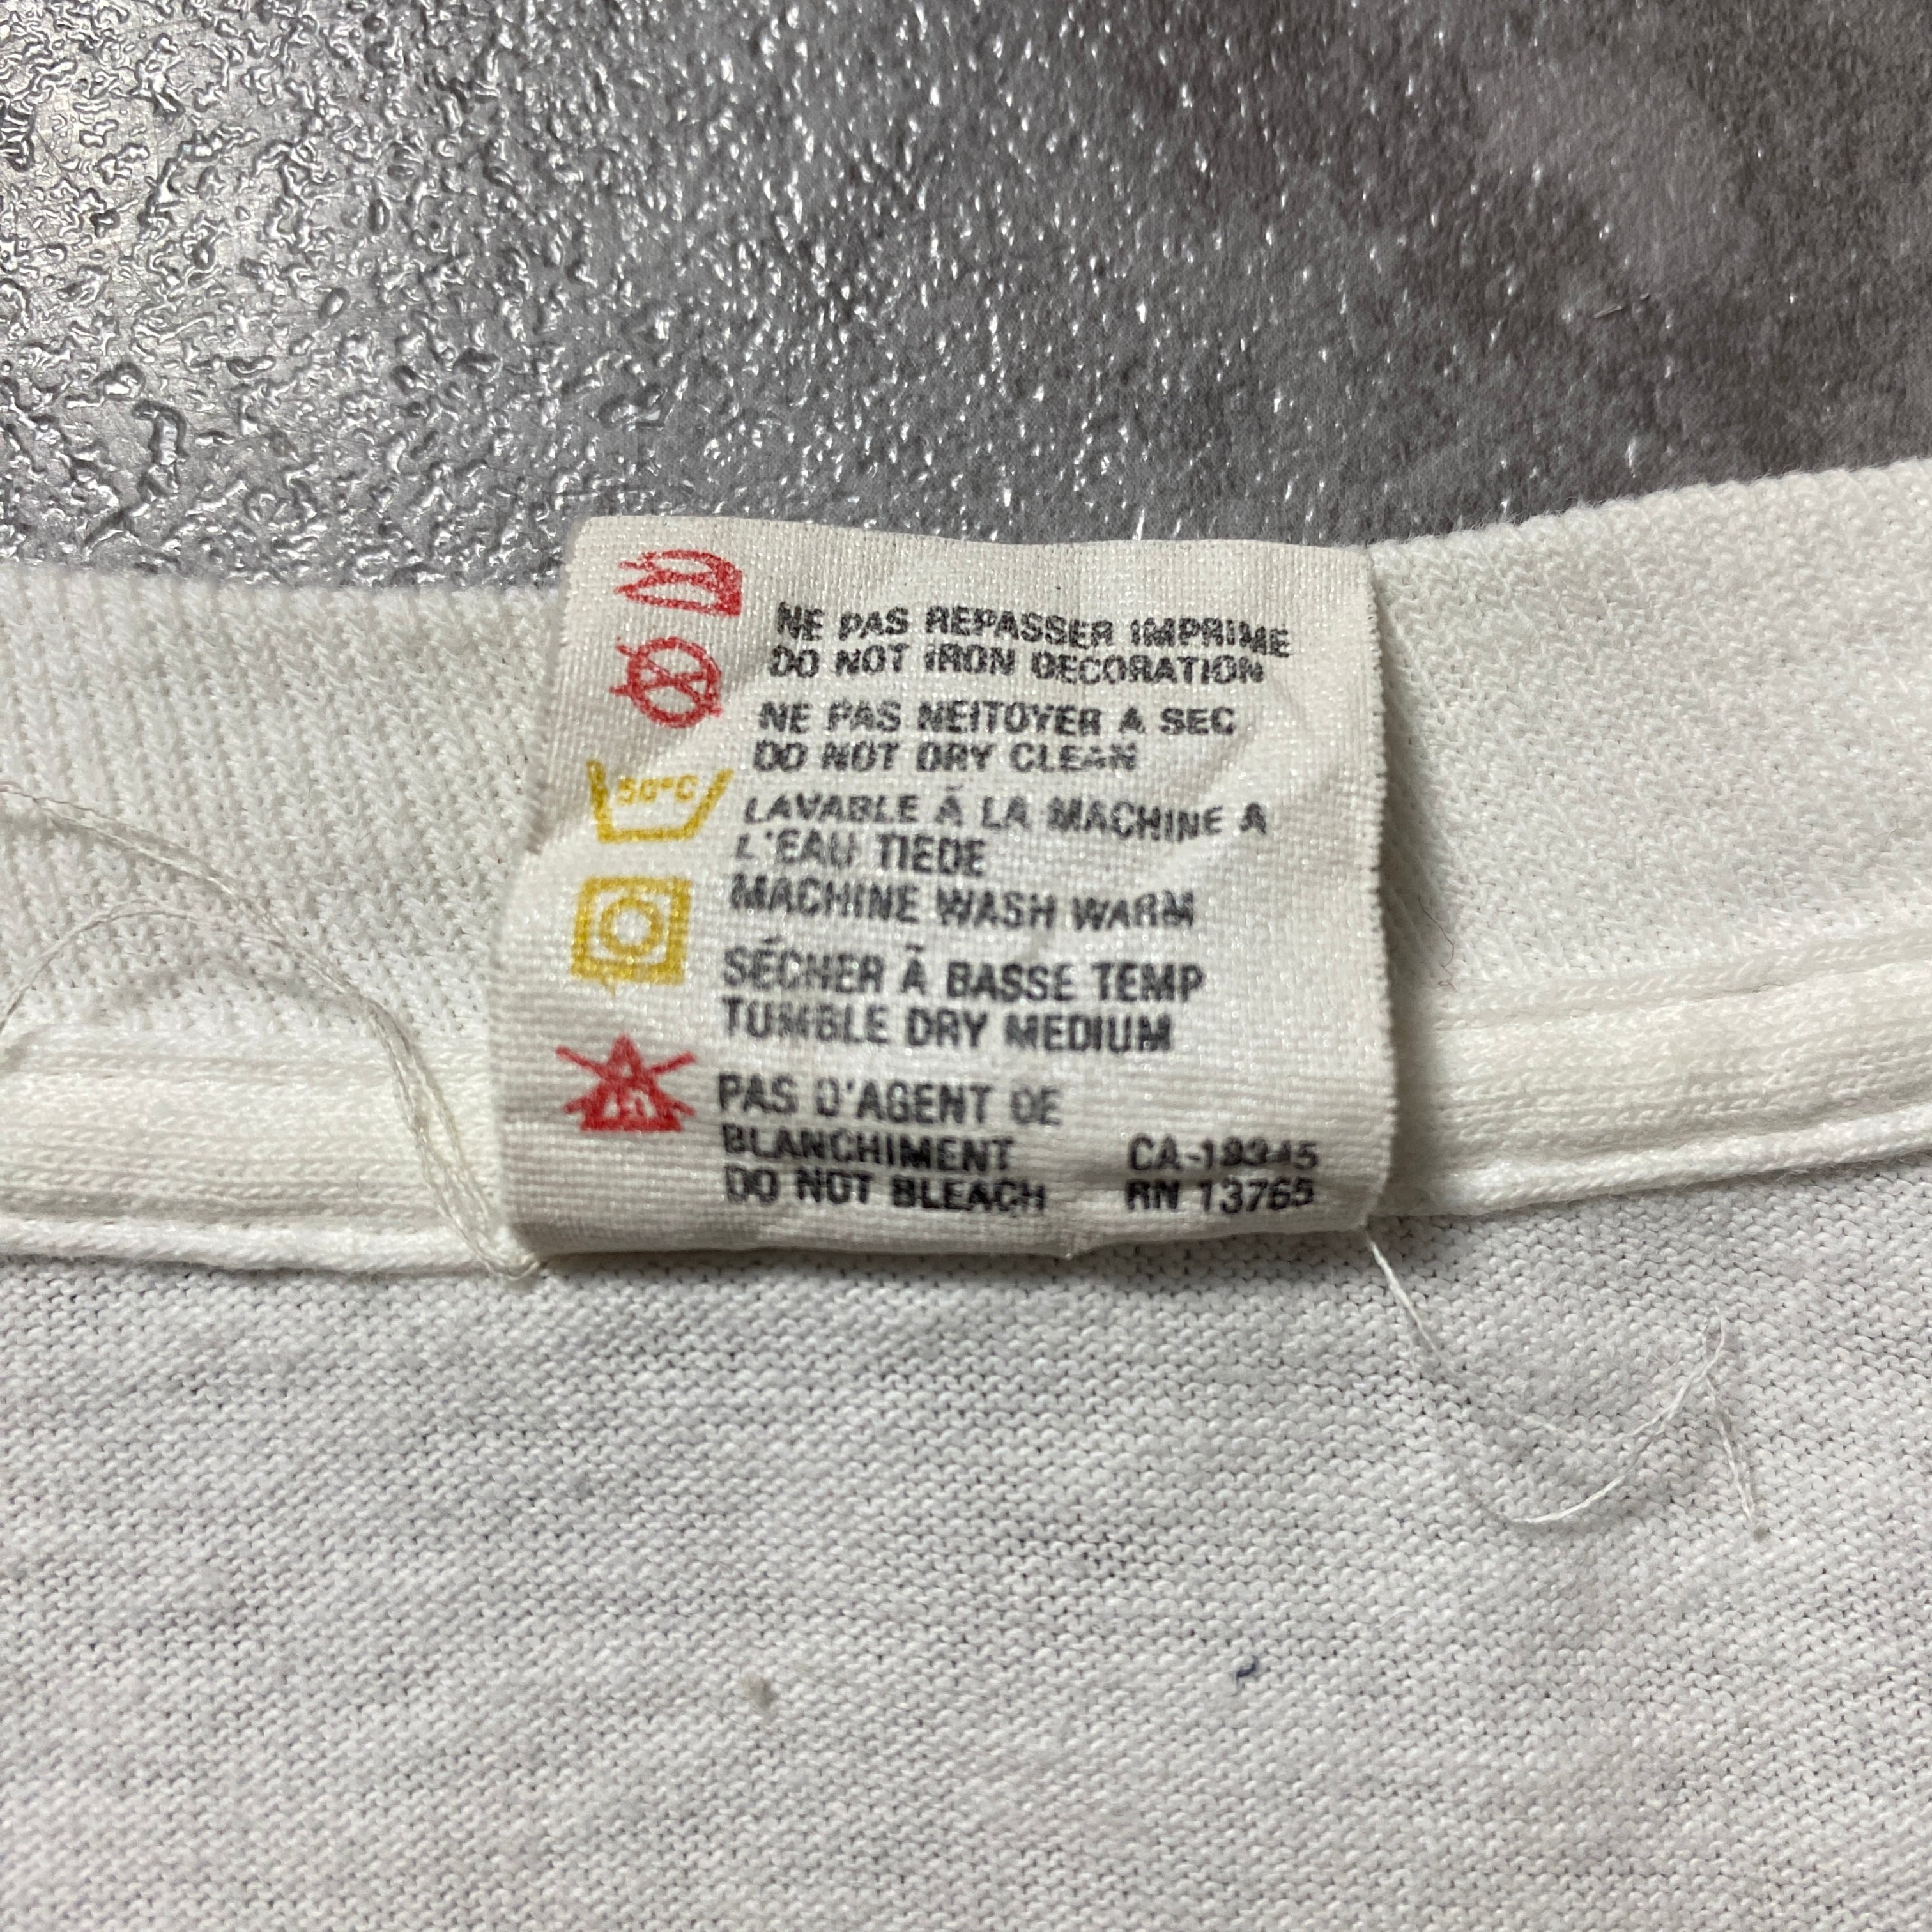 NE PAS REPASSER IMPRIME
DO NOT IRON DECORATION
NE PAS NEITOYER A SEC
DO NOT DRY CLEAN
50°C
LAVABLE À LA MACHINE A
L'EAU TIEDE
MACHINE WASH WARM
SÉCHER À BASSE TEMP
TUMBLE DRY MEDIUM
PAS D'AGENT DE
BLANCHIMENT
DO NOT BLEACH
CA-19945
RN 13765